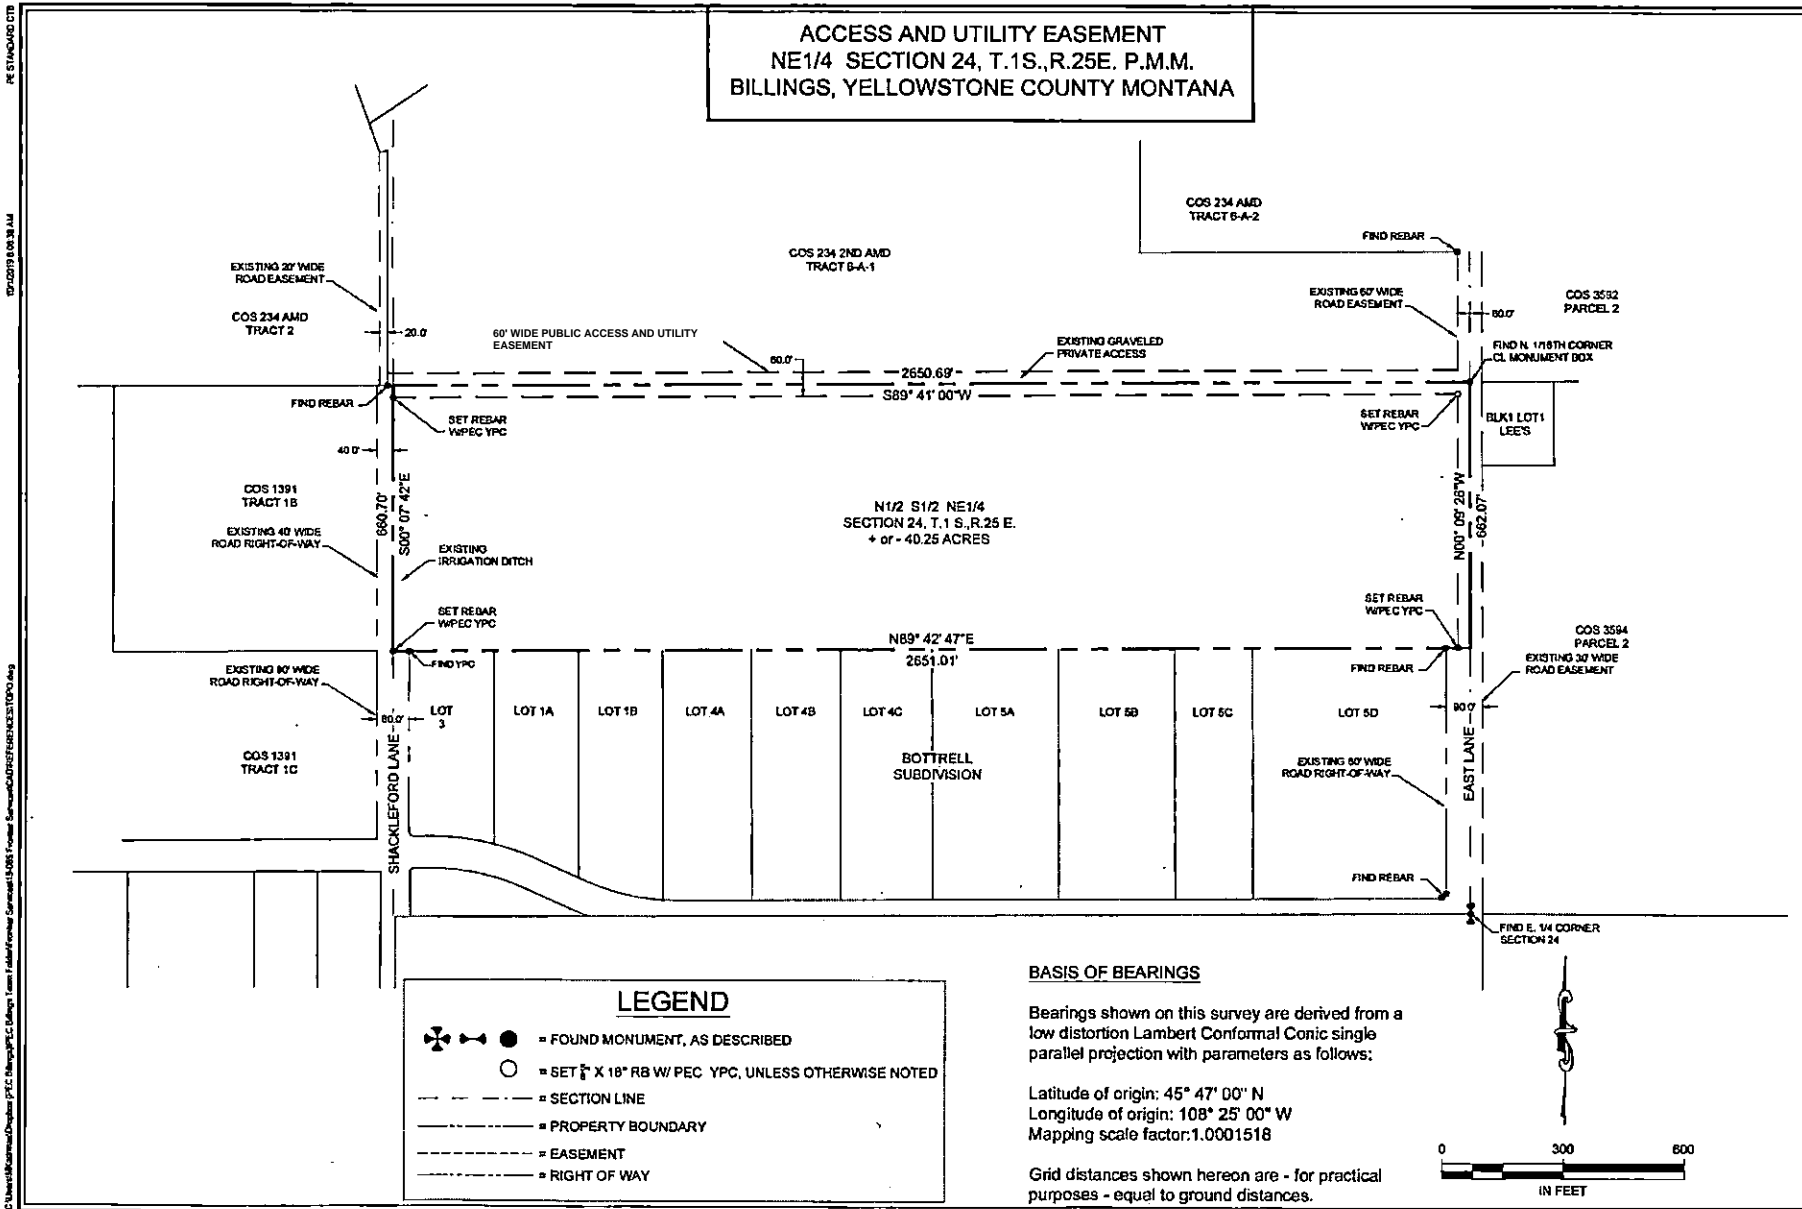 ACCESS AND UTILITY EASEMENT
NE1/4 SECTION 24, T.1S.,R.25E. P.M.M.
BILLINGS, YELLOWSTONE COUNTY MONTANA
PE STANDARD CTB
COS 234 AMD
TRACT 6-A-2
FIND REBAR
COS 234 2ND AMD
TRACT 6-A-1
EXISTING 20' WIDE
ROAD EASEMENT
COS 234 AMD
TRACT 2
20.0'
60' WIDE PUBLIC ACCESS AND UTILITY
EASEMENT
60.0'
EXISTING GRAVELED
PRIVATE ACCESS
EXISTING 60' WIDE
ROAD EASEMENT
60.0'
COS 3592
PARCEL 2
FIND N. 1/16TH CORNER
CL MONUMENT BOX
2650.69'
S89° 41' 00"W
FIND REBAR
SET REBAR
W/PEC YPC
SET REBAR
W/PEC YPC
BLK1 LOT1
LEE'S
40.0'
COS 1391
TRACT 1B
660.70'
S00° 07' 42"E
EXISTING 40' WIDE
ROAD RIGHT-OF-WAY
EXISTING
IRRIGATION DITCH
N1/2 S1/2 NE1/4
SECTION 24, T.1 S.,R.25 E.
+ or - 40.25 ACRES
N00° 09' 28"W
662.07'
SET REBAR
W/PEC YPC
SET REBAR
W/PEC YPC
N89° 42' 47"E
2651.01'
FIND YPC
FIND REBAR
COS 3594
PARCEL 2
EXISTING 30' WIDE
ROAD EASEMENT
EXISTING 80' WIDE
ROAD RIGHT-OF-WAY
80.0'
LOT
3
LOT 1A
LOT 1B
LOT 4A
LOT 4B
LOT 4C
LOT 5A
LOT 5B
LOT 5C
LOT 5D
90.0'
COS 1391
TRACT 1C
SHACKLEFORD LANE
BOTTRELL
SUBDIVISION
EXISTING 60' WIDE
ROAD RIGHT-OF-WAY
EAST LANE
FIND REBAR
FIND E. 1/4 CORNER
SECTION 24
LEGEND
= FOUND MONUMENT, AS DESCRIBED
= SET 5/8" X 18" RB W/ PEC YPC, UNLESS OTHERWISE NOTED
= SECTION LINE
= PROPERTY BOUNDARY
= EASEMENT
= RIGHT OF WAY
BASIS OF BEARINGS
Bearings shown on this survey are derived from a
low distortion Lambert Conformal Conic single
parallel projection with parameters as follows:
Latitude of origin: 45° 47' 00" N
Longitude of origin: 108° 25' 00" W
Mapping scale factor:1.0001518
Grid distances shown hereon are - for practical
purposes - equal to ground distances.
0 300 600
IN FEET